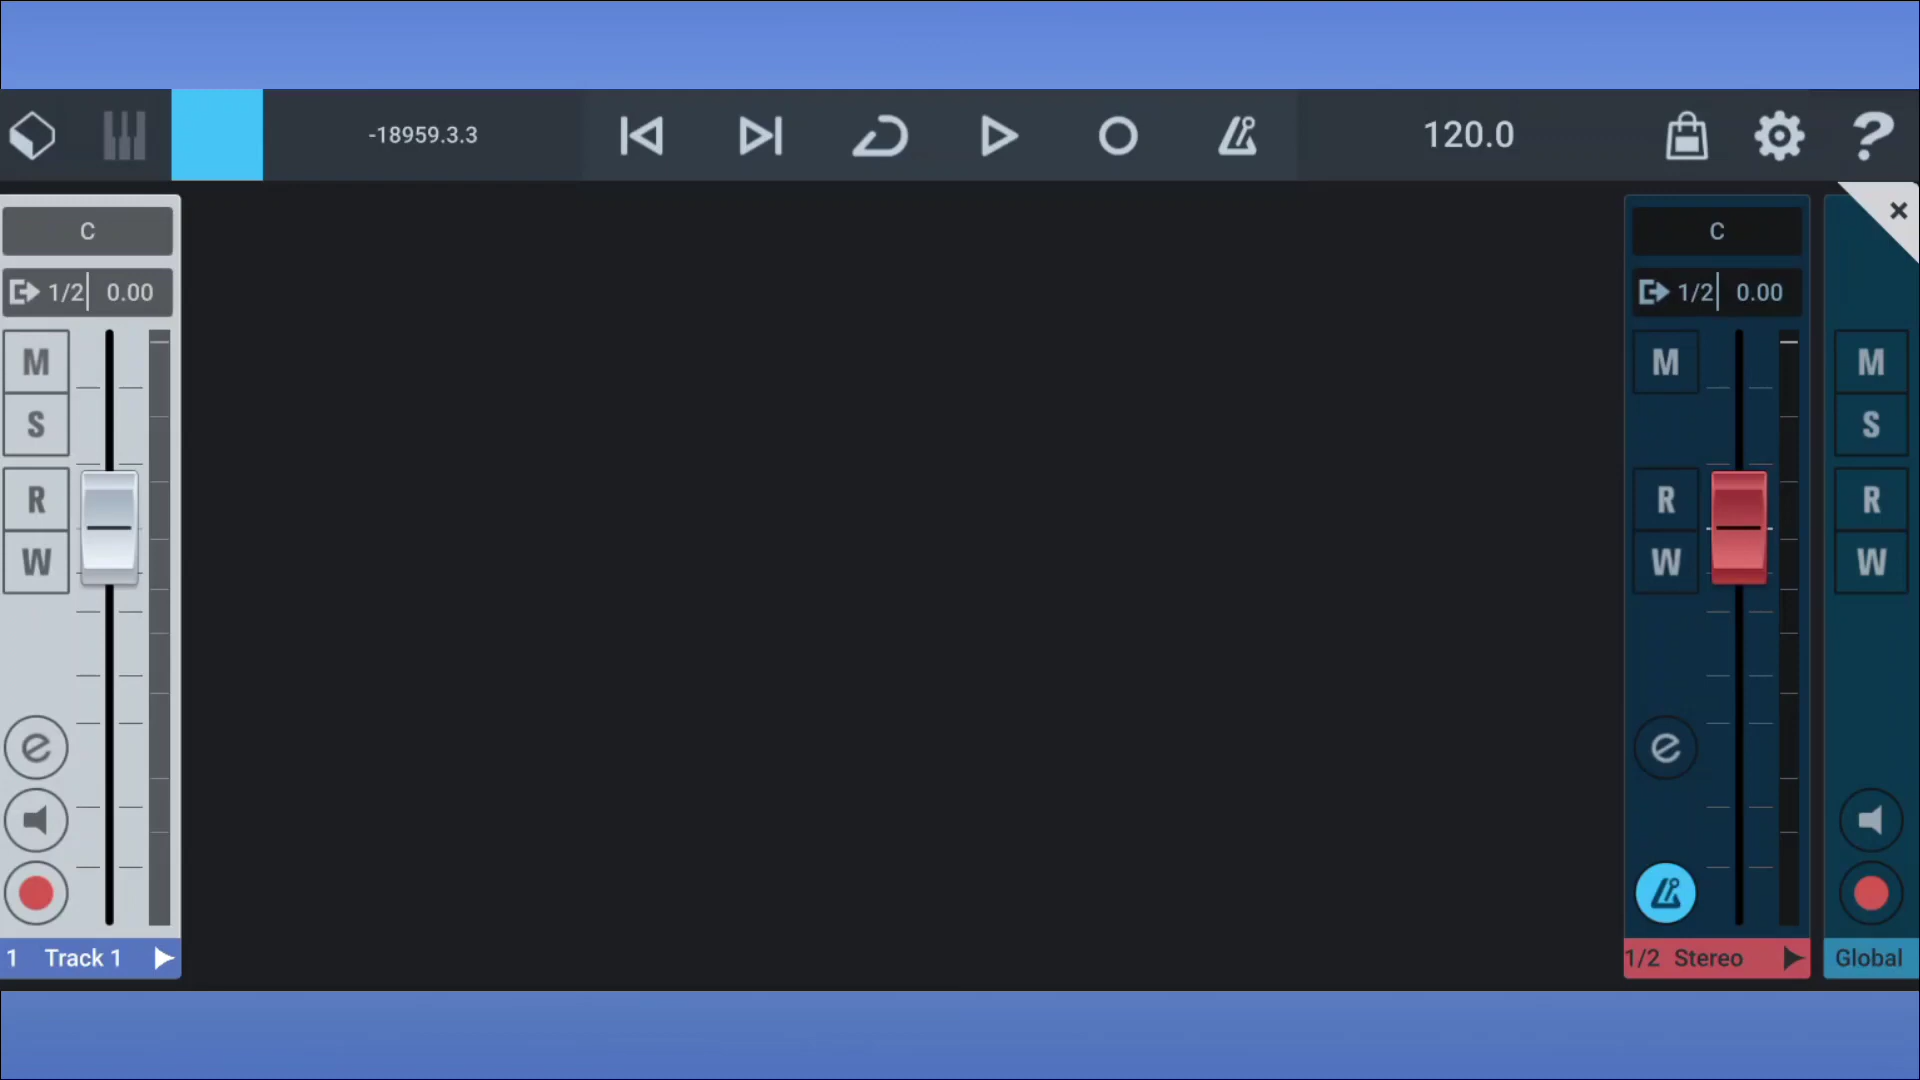 -18959.3.3 120.0 ?
C C
1/2 0.00 1/2 0.00
M M M
S S
R R R
W W W
e e
1 Track 1 1/2 Stereo Global